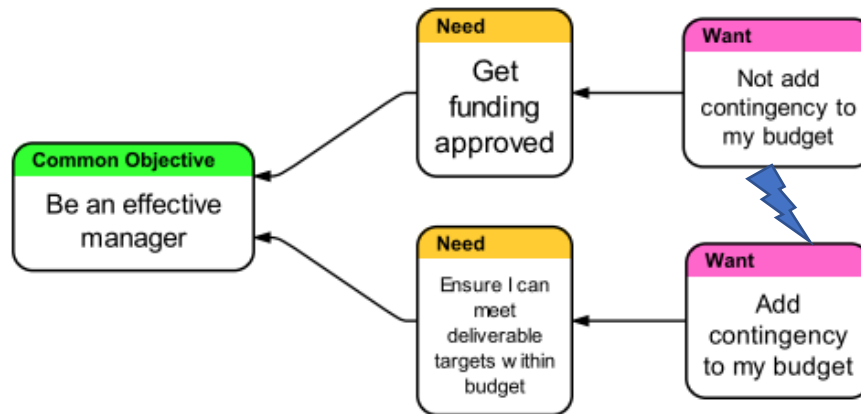 Need
Get
funding
approved
Want
Not add
contingency to
my budget
Common Objective
Be an effective
manager
Need
Ensure I can
meet
deliverable
targets within
budget
Want
Add
contingency
to my budget